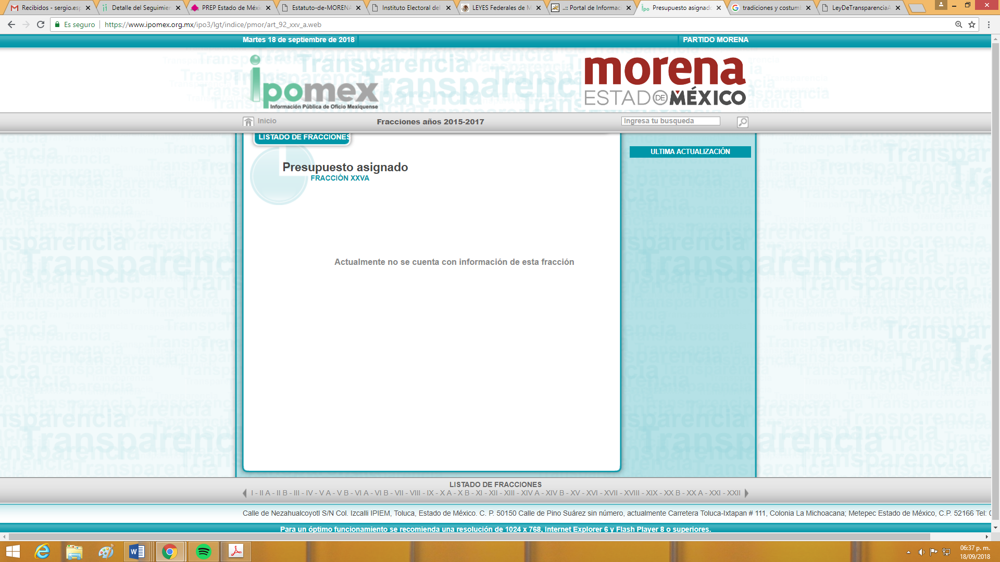 Recibidos - sergio.esp
Detalle del Seguimien
PREP Estado de Méxic
Estatuto-de-MORENA
Instituto Electoral del
LEYES Federales de M
..:: Portal de Informac
Presupuesto asignado
tradiciones y costumb
LeyDeTransparenciaA
Es seguro https://www.ipomex.org.mx/ipo3/lgt/indice/pmor/art_92_xxv_a.web
Martes 18 de septiembre de 2018 PARTIDO MORENA
ipomex
Información Pública de Oficio Mexiquense
morena
ESTADO DE MÉXICO
Inicio Fracciones años 2015-2017 Ingresa tu busqueda
LISTADO DE FRACCIONES
ULTIMA ACTUALIZACIÓN
Presupuesto asignado
FRACCIÓN XXVA
Actualmente no se cuenta con información de esta fracción
LISTADO DE FRACCIONES
I - II A - II B - III - IV - V A - V B - VI A - VI B - VII - VIII - IX - X A - X B - XI - XII - XIII - XIV A - XIV B - XV - XVI - XVII - XVIII - XIX - XX B - XX A - XXI - XXII
Calle de Nezahualcoyotl S/N Col. Izcalli IPIEM, Toluca, Estado de México. C. P. 50150 Calle de Pino Suárez sin número, actualmente Carretera Toluca-Ixtapan # 111, Colonia La Michoacana; Metepec Estado de México, C.P. 52166 Tel:
Para un óptimo funcionamiento se recomienda una resolución de 1024 x 768, Internet Explorer 6 y Flash Player 8 o superiores.
06:37 p. m.
18/09/2018